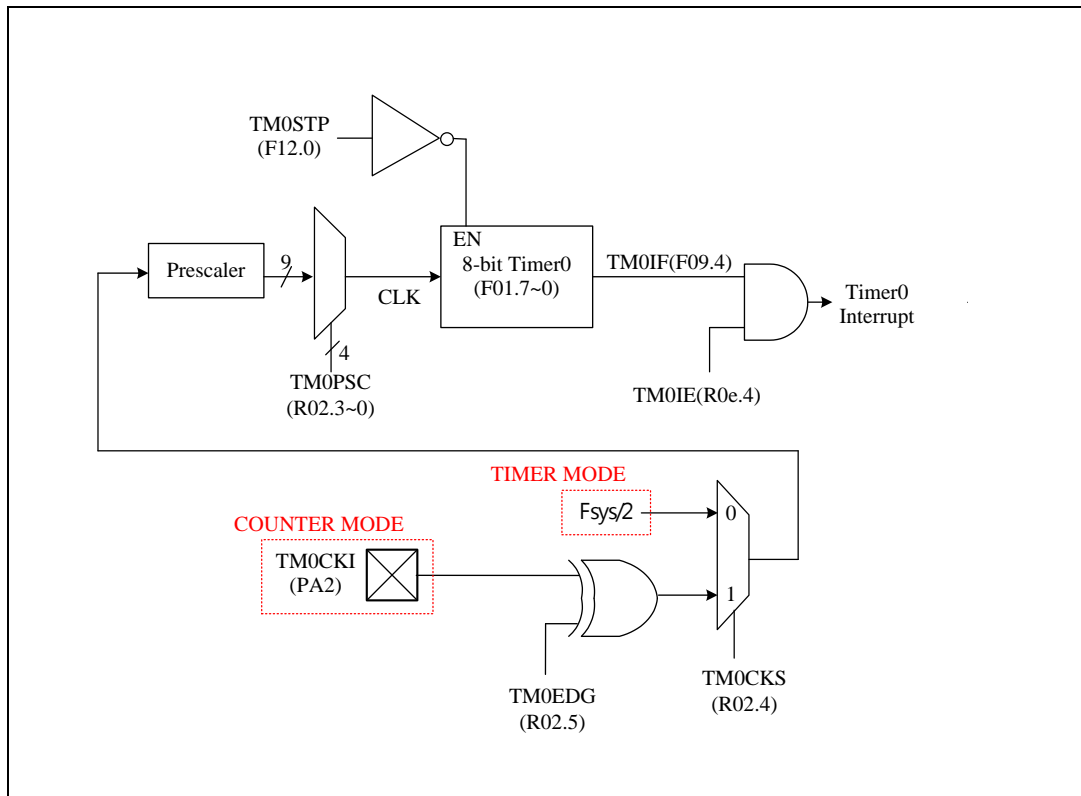 TM0STP
(F12.0)
EN
8-bit Timer0
(F01.7~0)
TM0IF(F09.4)
Prescaler
9
CLK
Timer0
Interrupt
4
TM0PSC
(R02.3~0)
TM0IE(R0e.4)
TIMER MODE
Fsys/2
0
COUNTER MODE
TM0CKI
(PA2)
1
TM0EDG
(R02.5)
TM0CKS
(R02.4)